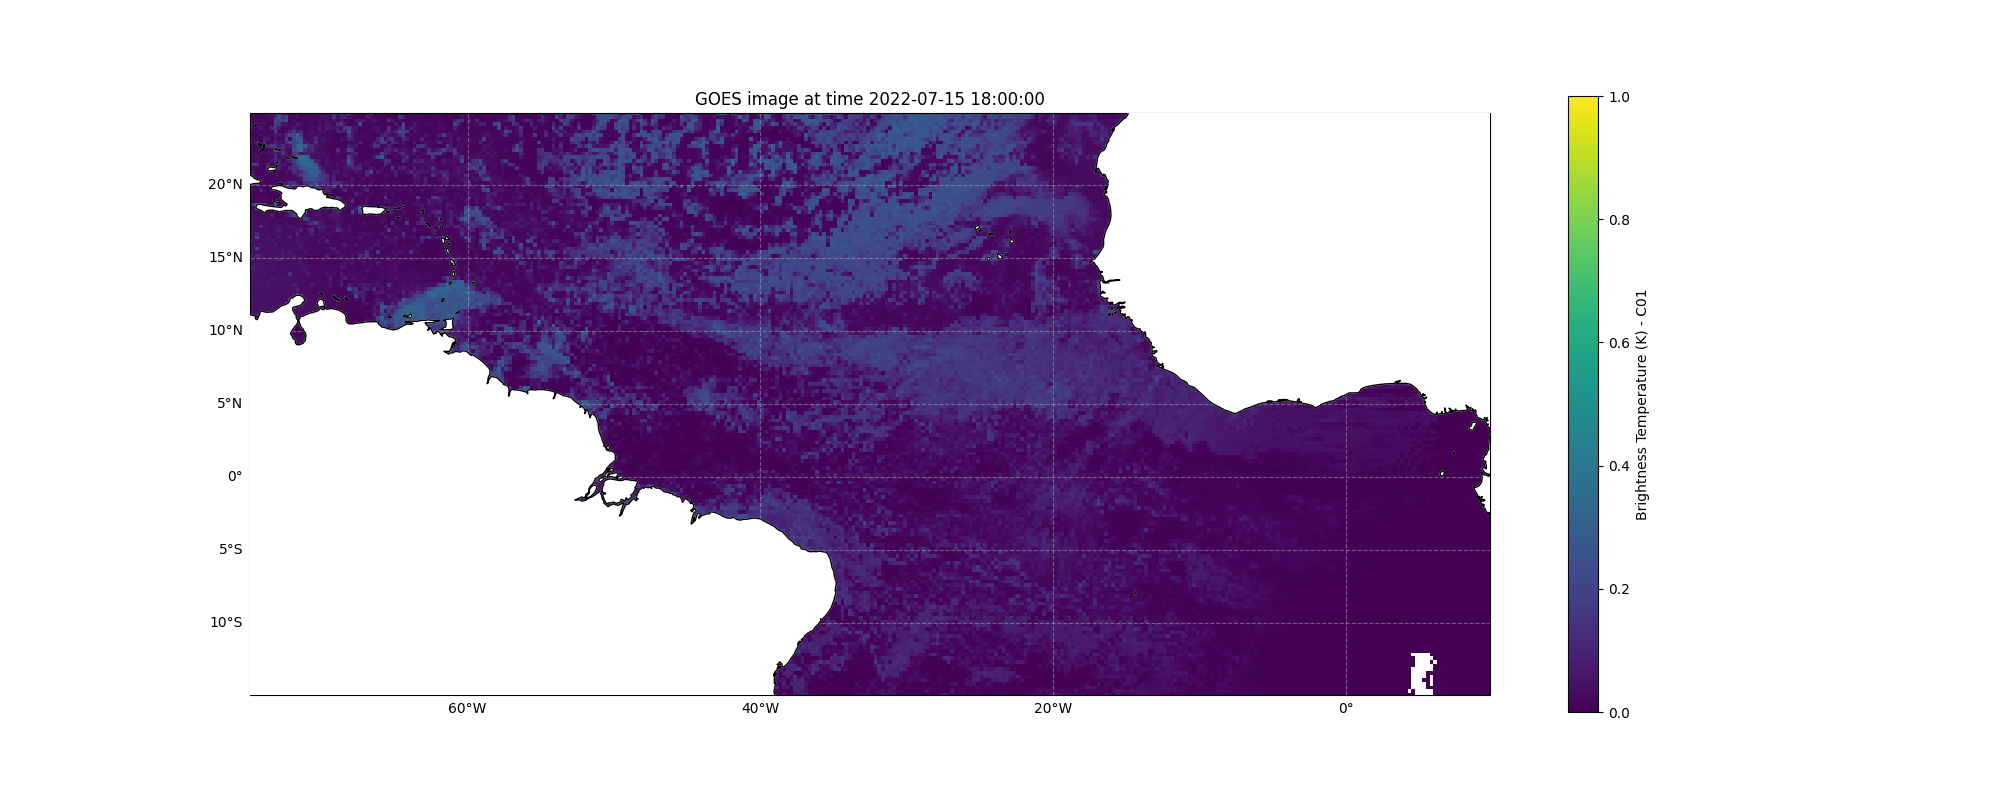 GOES image at time 2022-07-15 18:00:00
20°N
15°N
10°N
5°N
0°
5°S
10°S
60°W
40°W
20°W
0°
1.0
0.8
0.6
0.4
0.2
0.0
Brightness Temperature (K) - C01